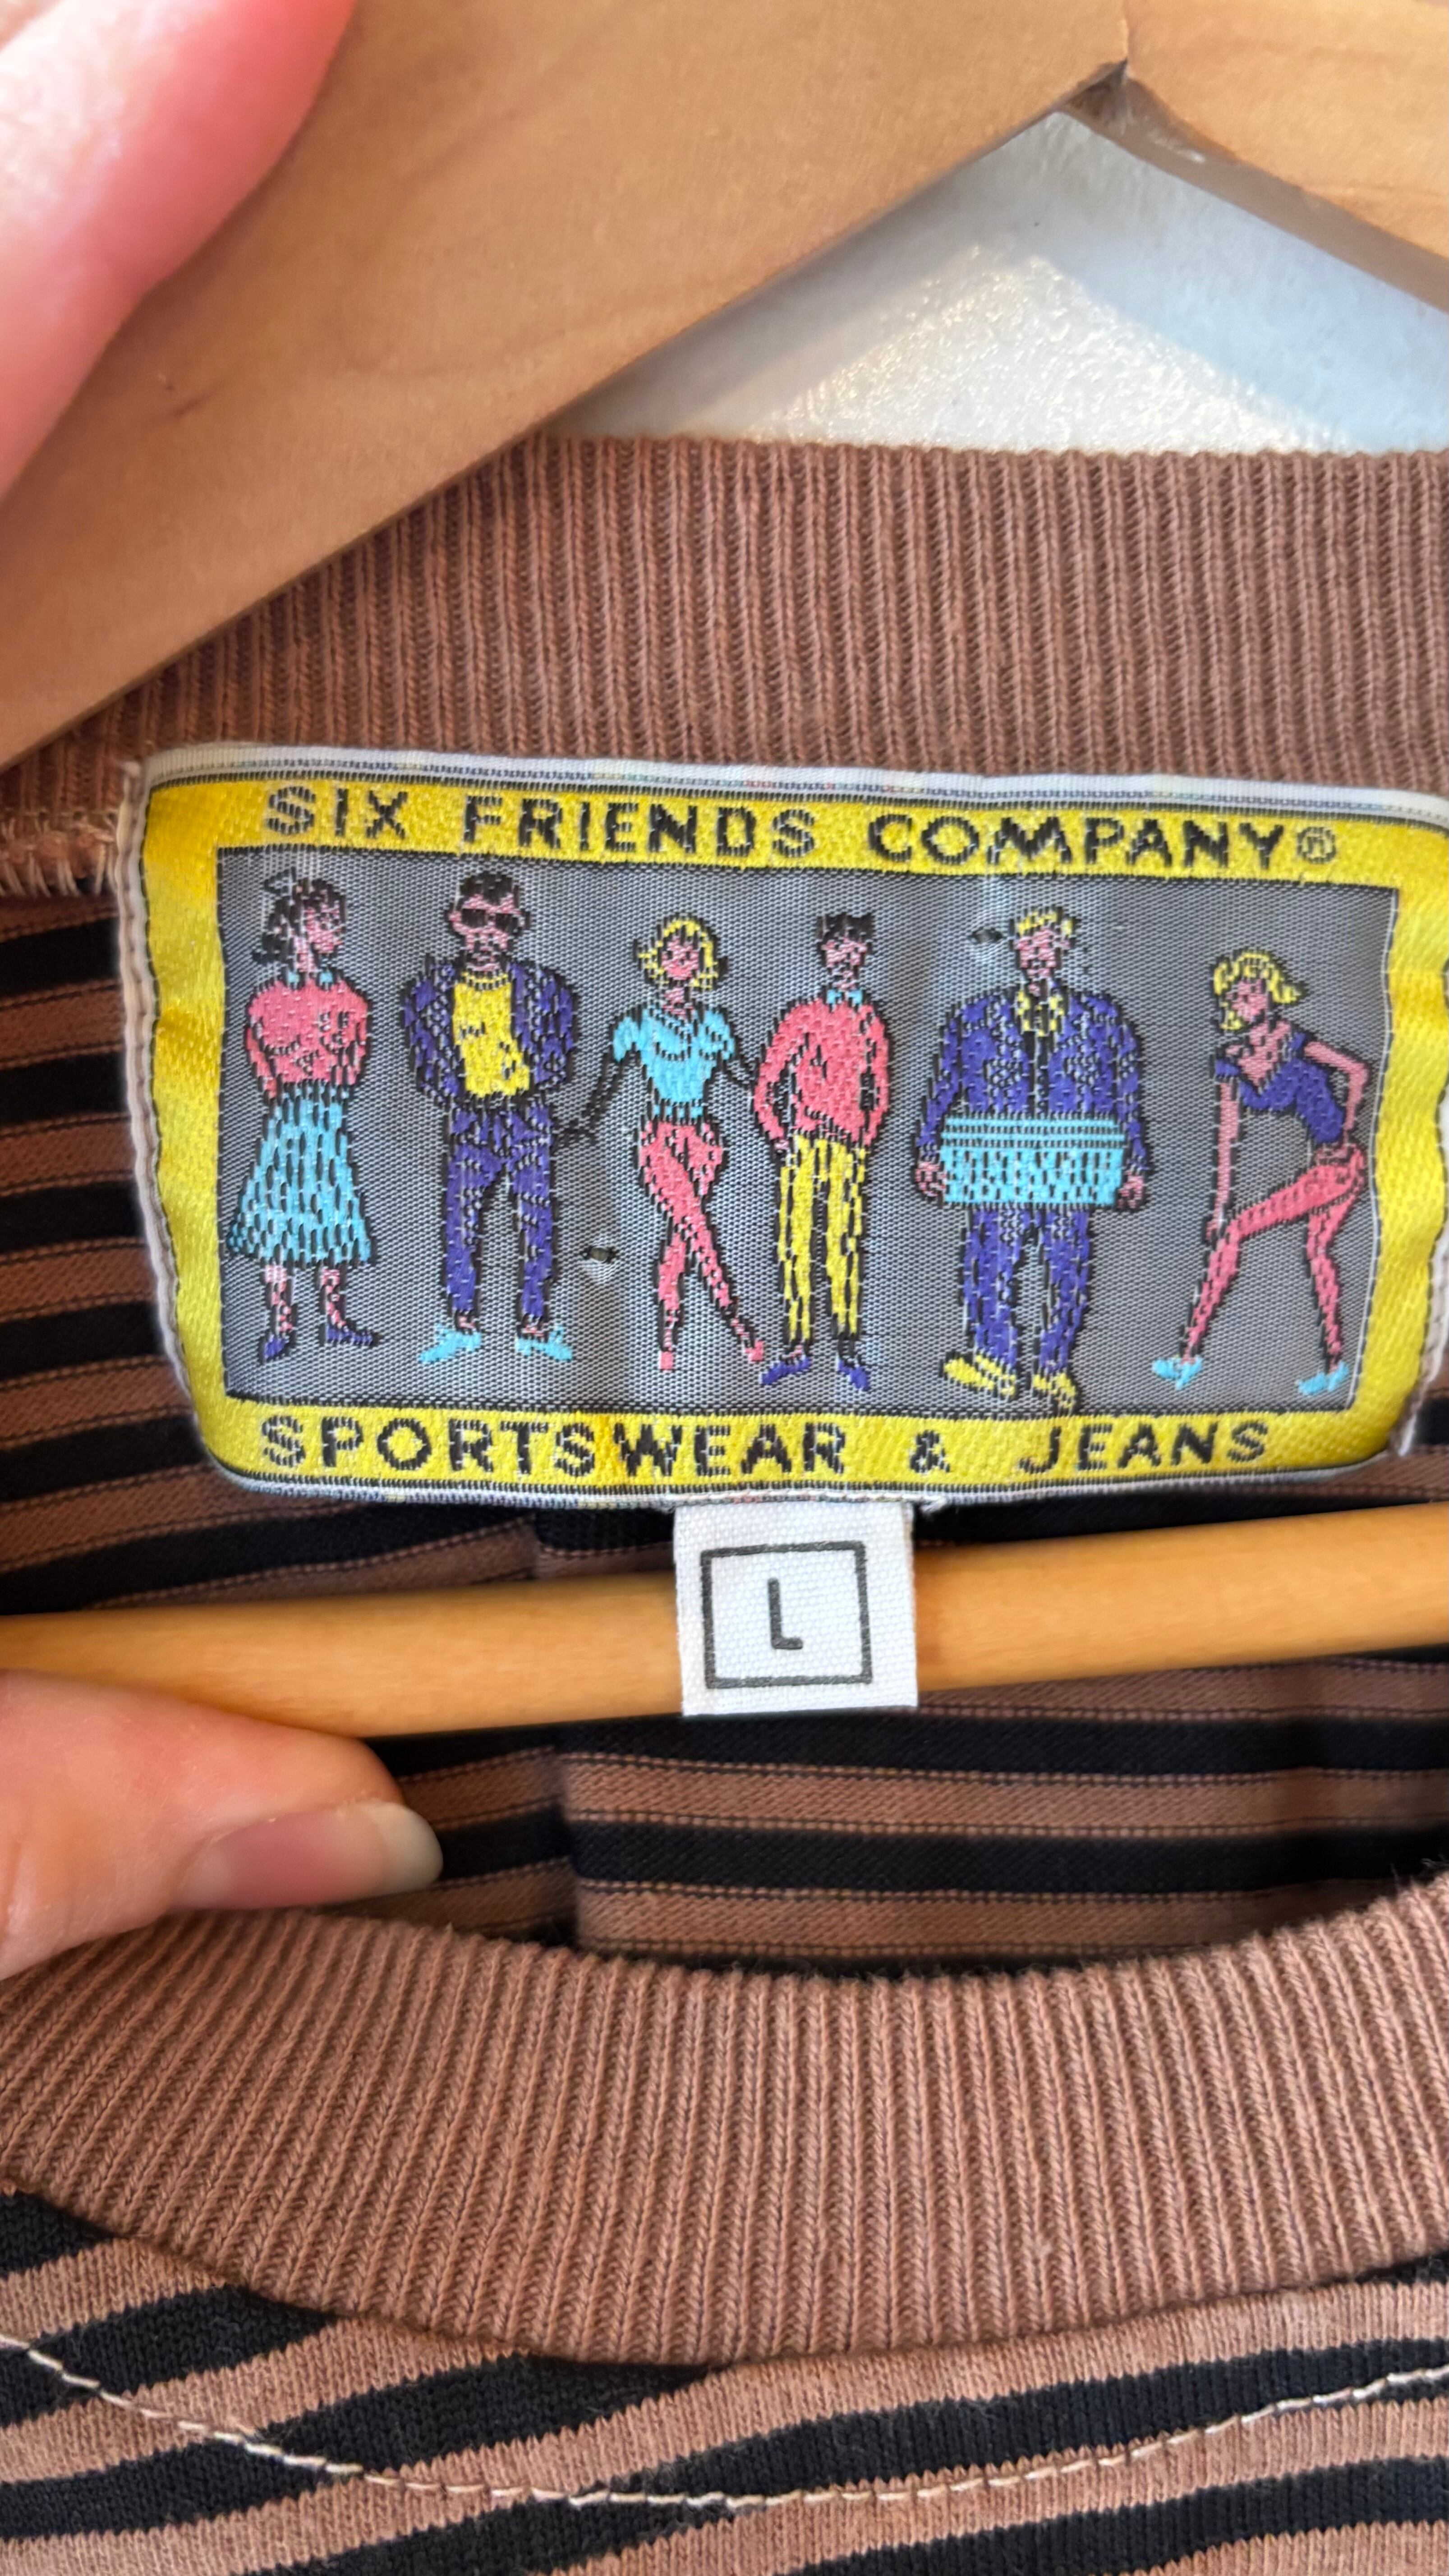 SIX FRIENDS COMPANY®
SPORTSWEAR & JEANS
L